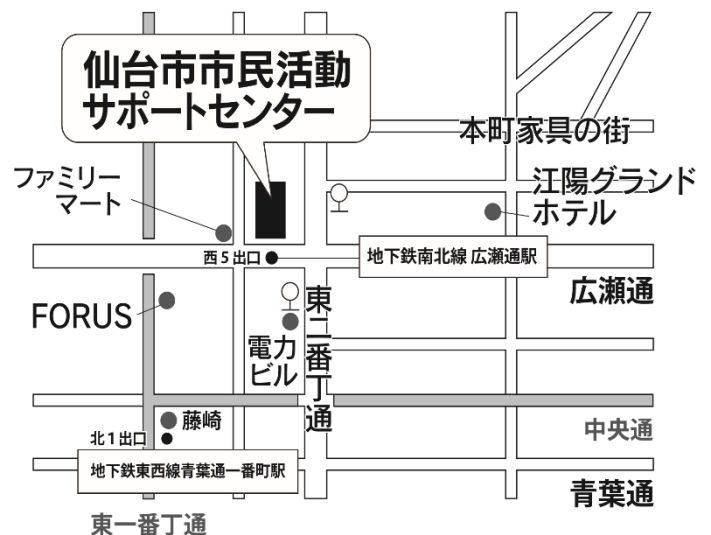 仙台市市民活動
サポートセンター
本町家具の街
ファミリー
マート
江陽グランド
ホテル
西5出口
地下鉄南北線 広瀬通駅
広瀬通
FORUS
東二番丁通
電力
ビル
藤崎
中央通
北1出口
地下鉄東西線青葉通一番町駅
青葉通
東一番丁通